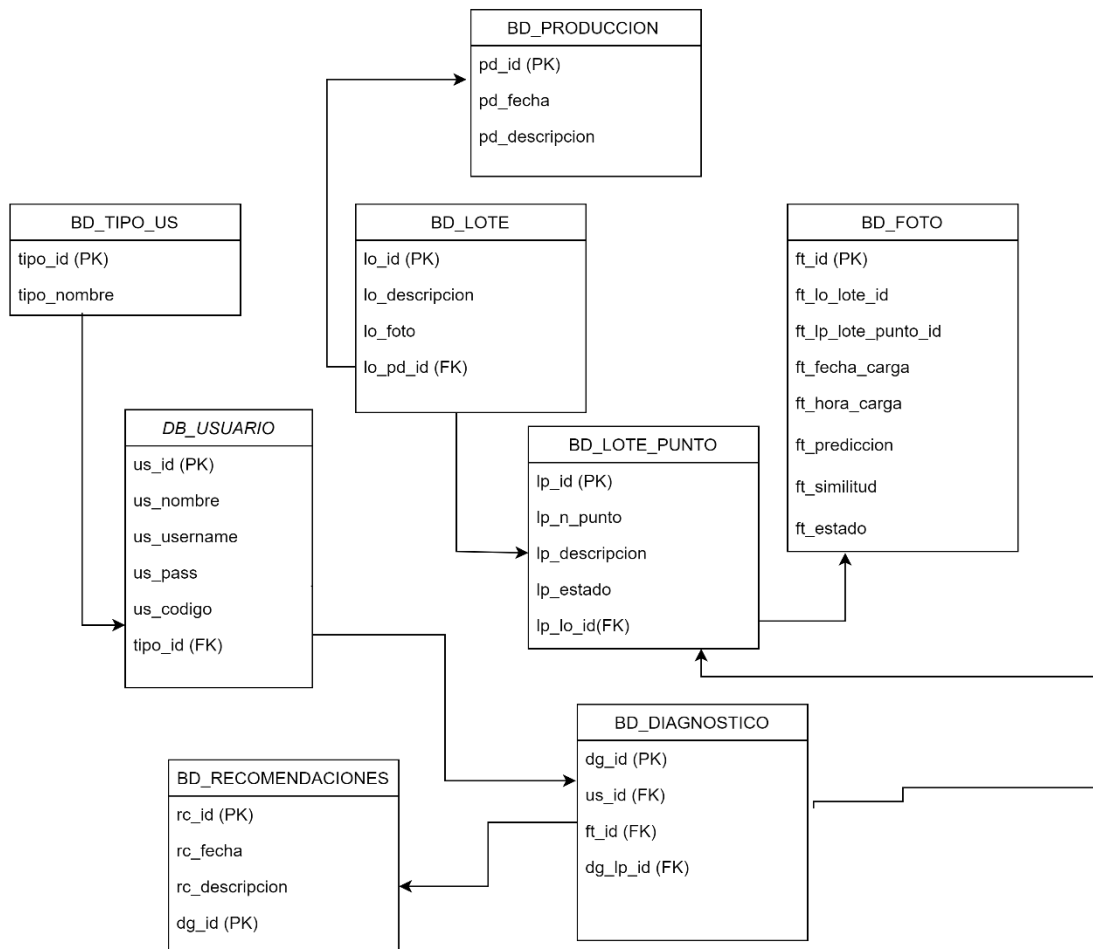 BD_PRODUCCION
pd_id (PK)
pd_fecha
pd_descripcion
BD_TIPO_US
tipo_id (PK)
tipo_nombre
BD_LOTE
lo_id (PK)
lo_descripcion
lo_foto
lo_pd_id (FK)
BD_FOTO
ft_id (PK)
ft_lo_lote_id
ft_lp_lote_punto_id
ft_fecha_carga
ft_hora_carga
ft_prediccion
ft_similitud
ft_estado
DB_USUARIO
us_id (PK)
us_nombre
us_username
us_pass
us_codigo
tipo_id (FK)
BD_LOTE_PUNTO
lp_id (PK)
lp_n_punto
lp_descripcion
lp_estado
lp_lo_id(FK)
BD_DIAGNOSTICO
dg_id (PK)
us_id (FK)
ft_id (FK)
dg_lp_id (FK)
BD_RECOMENDACIONES
rc_id (PK)
rc_fecha
rc_descripcion
dg_id (PK)